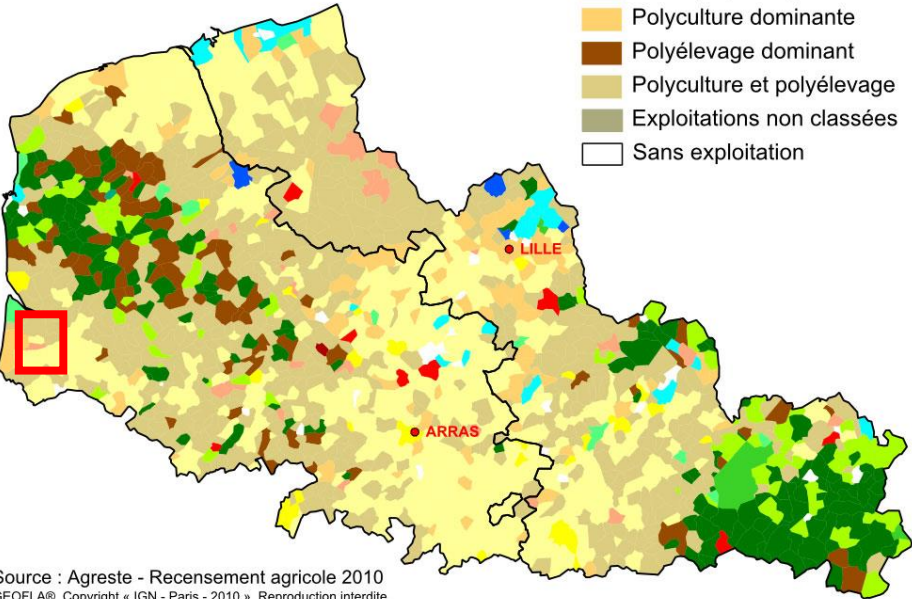 Polyculture dominante
Polyélevage dominant
Polyculture et polyélevage
Exploitations non classées
Sans exploitation
LILLE
ARRAS
Source : Agreste - Recensement agricole 2010
GEOFLA®, Copyright « IGN - Paris - 2010 », Reproduction interdite